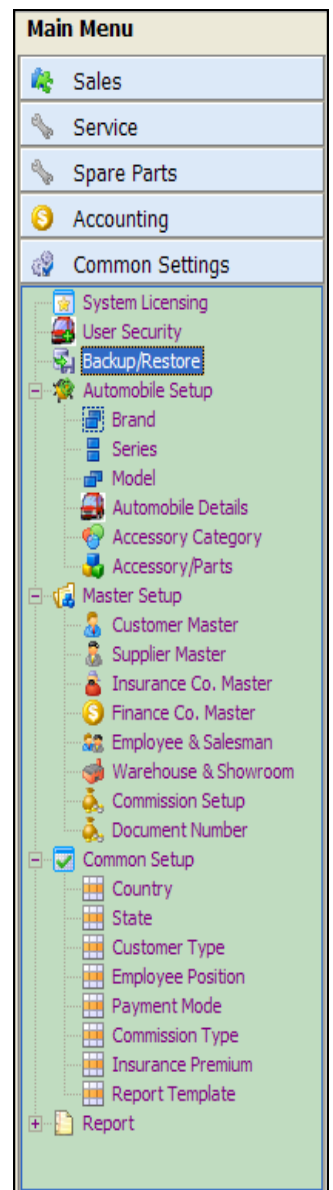 Main Menu
Sales
Service
Spare Parts
Accounting
Common Settings
System Licensing
User Security
Backup/Restore
Automobile Setup
Brand
Series
Model
Automobile Details
Accessory Category
Accessory/Parts
Master Setup
Customer Master
Supplier Master
Insurance Co. Master
Finance Co. Master
Employee & Salesman
Warehouse & Showroom
Commission Setup
Document Number
Common Setup
Country
State
Customer Type
Employee Position
Payment Mode
Commission Type
Insurance Premium
Report Template
Report